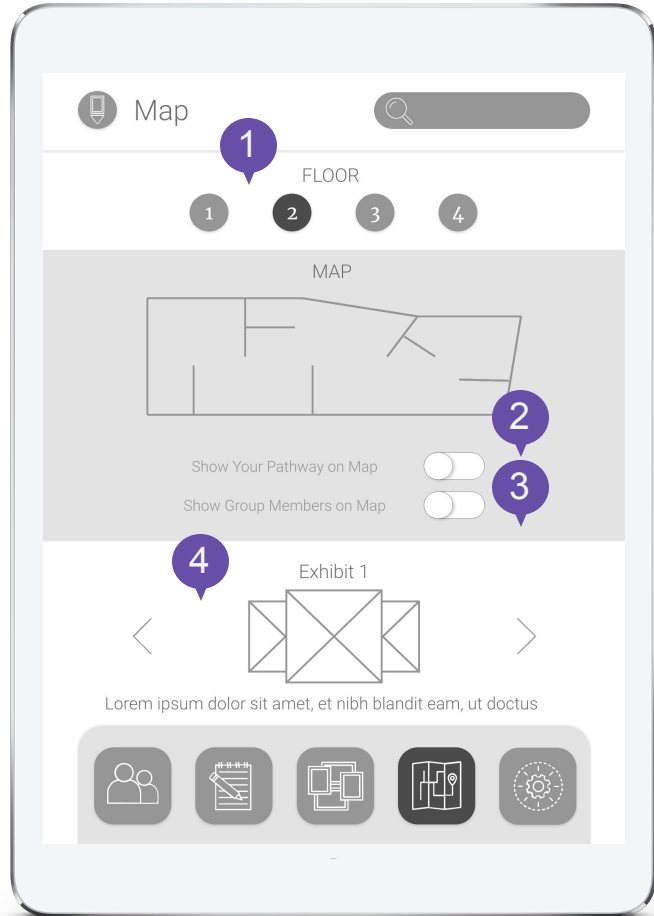 Map
1
FLOOR
1 2 3 4
MAP
2
Show Your Pathway on Map
3
Show Group Members on Map
4
Exhibit 1
Lorem ipsum dolor sit amet, et nibh blandit eam, ut doctus